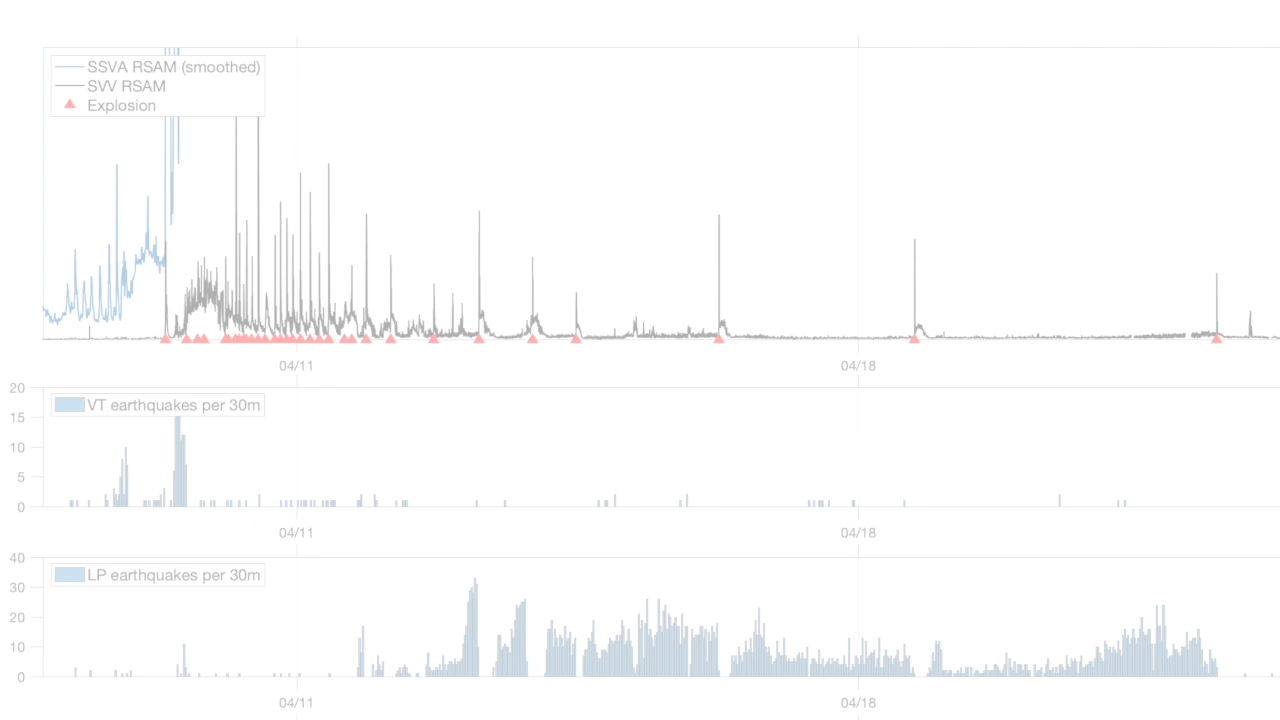 SSVA RSAM (smoothed)
SVV RSAM
Explosion
04/11 04/18
20
VT earthquakes per 30m
15
10
5
0
04/11 04/18
40
LP earthquakes per 30m
30
20
10
0
04/11 04/18